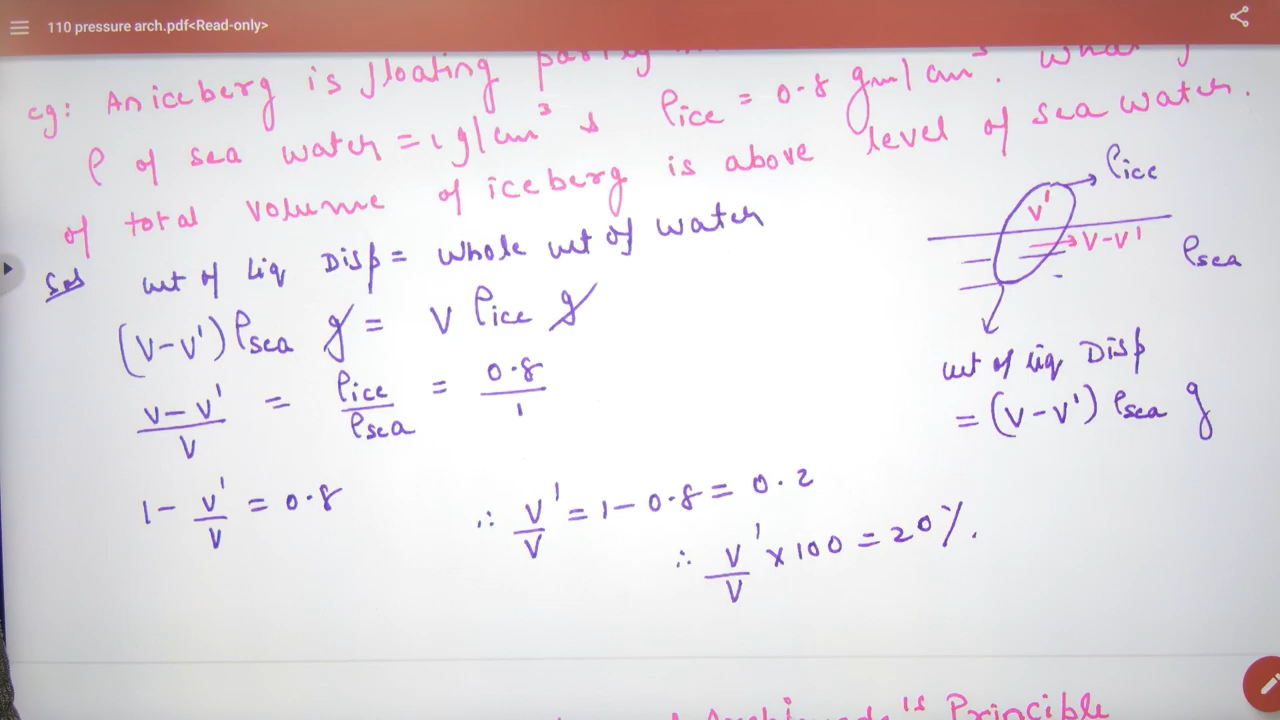 110 pressure arch.pdf<Read-only>
eg: An iceberg is floating
ρ of sea water = 1 g/cm³ & ρice = 0.8 gm/cm³. What
of total volume of iceberg is above level of sea water.
Sol wt of liq Disp = whole wt of water
(V-V')ρsea g = V ρice g
V-V'/V = ρice/ρsea = 0.8/1
1 - V'/V = 0.8
∴ V'/V = 1-0.8 = 0.2
∴ V'/V × 100 = 20%.
ρice
V'
V-V'
ρsea
wt of liq Disp
= (V-V') ρsea g
is Principle